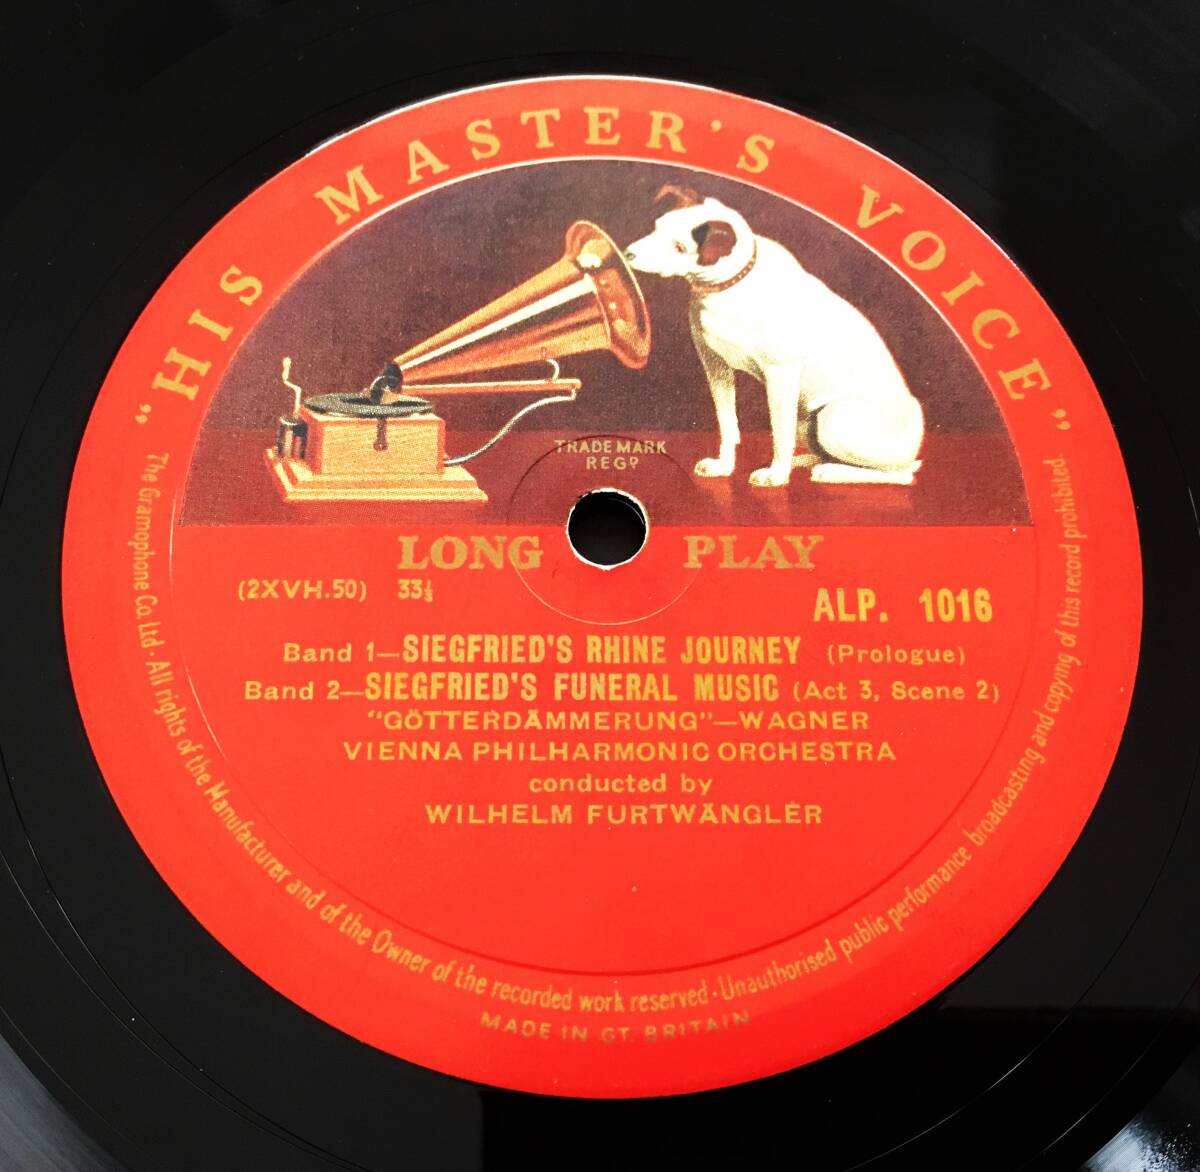 "HIS MASTER'S VOICE"
TRADE MARK
REGD
LONG PLAY
(2XVH.50) 33⅓
ALP. 1016
Band 1—SIEGFRIED'S RHINE JOURNEY (Prologue)
Band 2—SIEGFRIED'S FUNERAL MUSIC (Act 3, Scene 2)
"GÖTTERDÄMMERUNG"—WAGNER
VIENNA PHILHARMONIC ORCHESTRA
conducted by
WILHELM FURTWÄNGLER
The Gramophone Co. Ltd · All rights of the Manufacturer and of the Owner of the recorded work reserved · Unauthorised public performance broadcasting and copying of this record prohibited.
MADE IN GT. BRITAIN